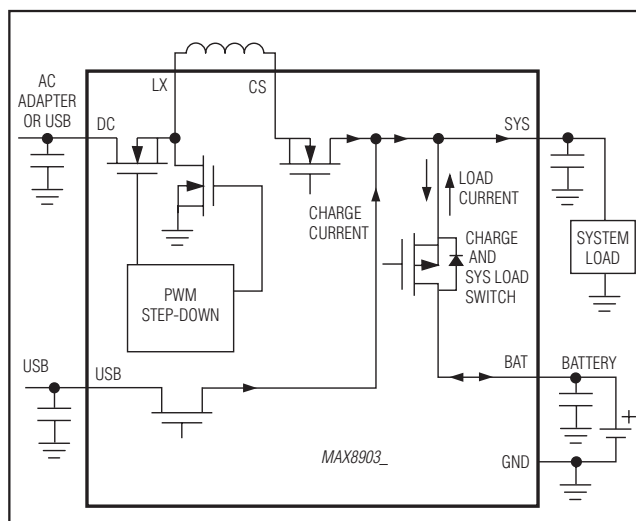 AC
ADAPTER
OR USB
LX
CS
DC
SYS
CHARGE
CURRENT
LOAD
CURRENT
CHARGE
AND
SYS LOAD
SWITCH
SYSTEM
LOAD
PWM
STEP-DOWN
USB
USB
BAT
BATTERY
+
MAX8903_
GND